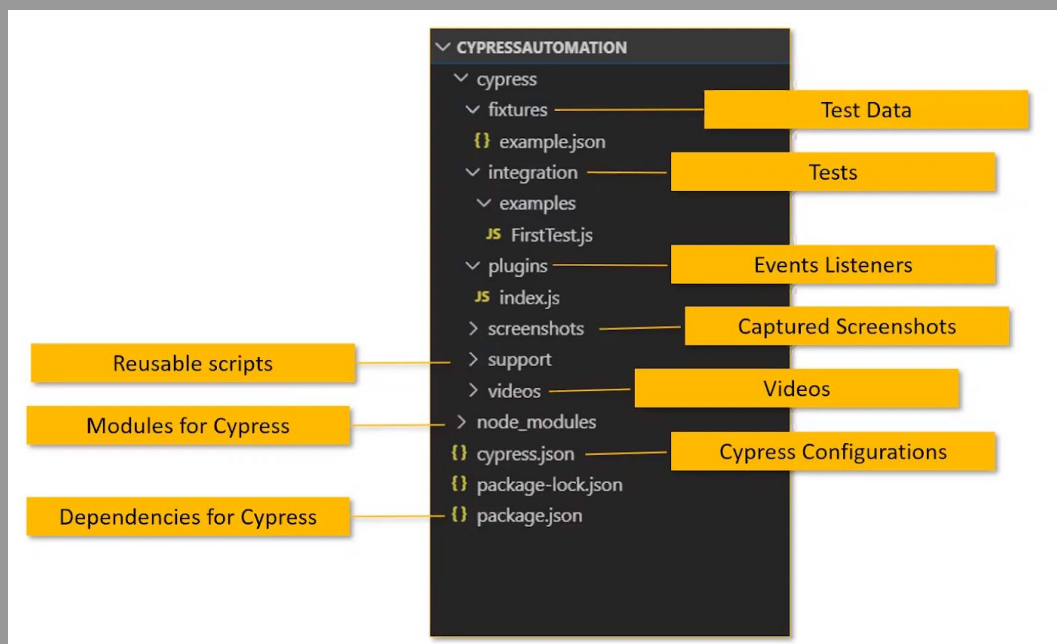 CYPRESSAUTOMATION
cypress
fixtures
Test Data
{} example.json
integration
Tests
examples
JS FirstTest.js
plugins
Events Listeners
JS index.js
screenshots
Captured Screenshots
Reusable scripts
support
videos
Videos
Modules for Cypress
node_modules
{} cypress.json
Cypress Configurations
{} package-lock.json
Dependencies for Cypress
{} package.json